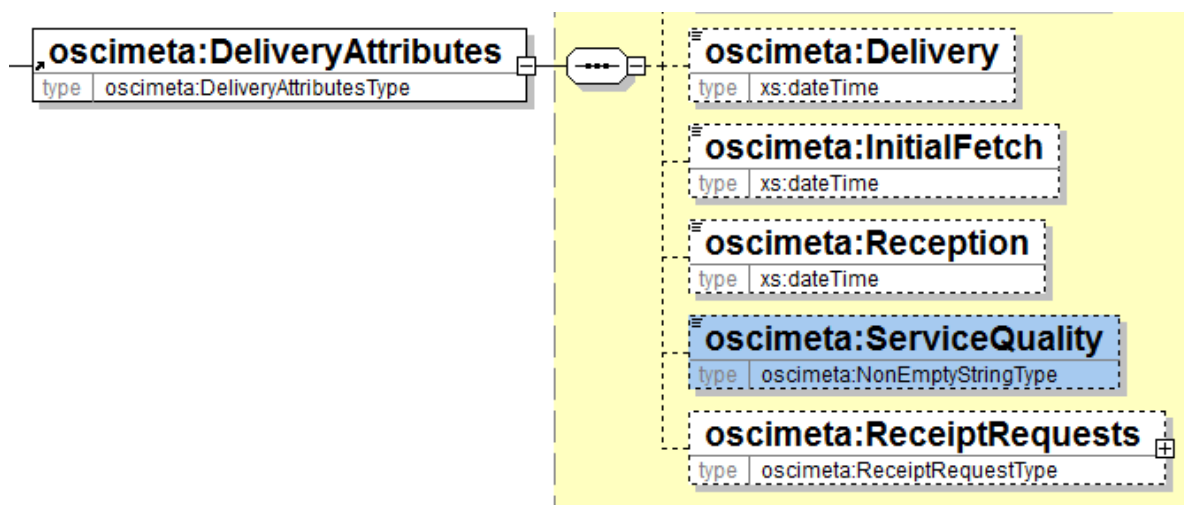 oscimeta:DeliveryAttributes
type oscimeta:DeliveryAttributesType
oscimeta:Delivery
type xs:dateTime
oscimeta:InitialFetch
type xs:dateTime
oscimeta:Reception
type xs:dateTime
oscimeta:ServiceQuality
type oscimeta:NonEmptyStringType
oscimeta:ReceiptRequests
type oscimeta:ReceiptRequestType